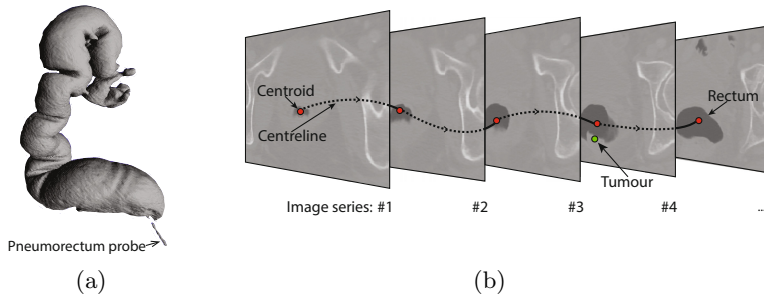 Pneumorectum probe
(a)
Centroid
Centreline
Rectum
Tumour
Image series: #1 #2 #3 #4 ...
(b)